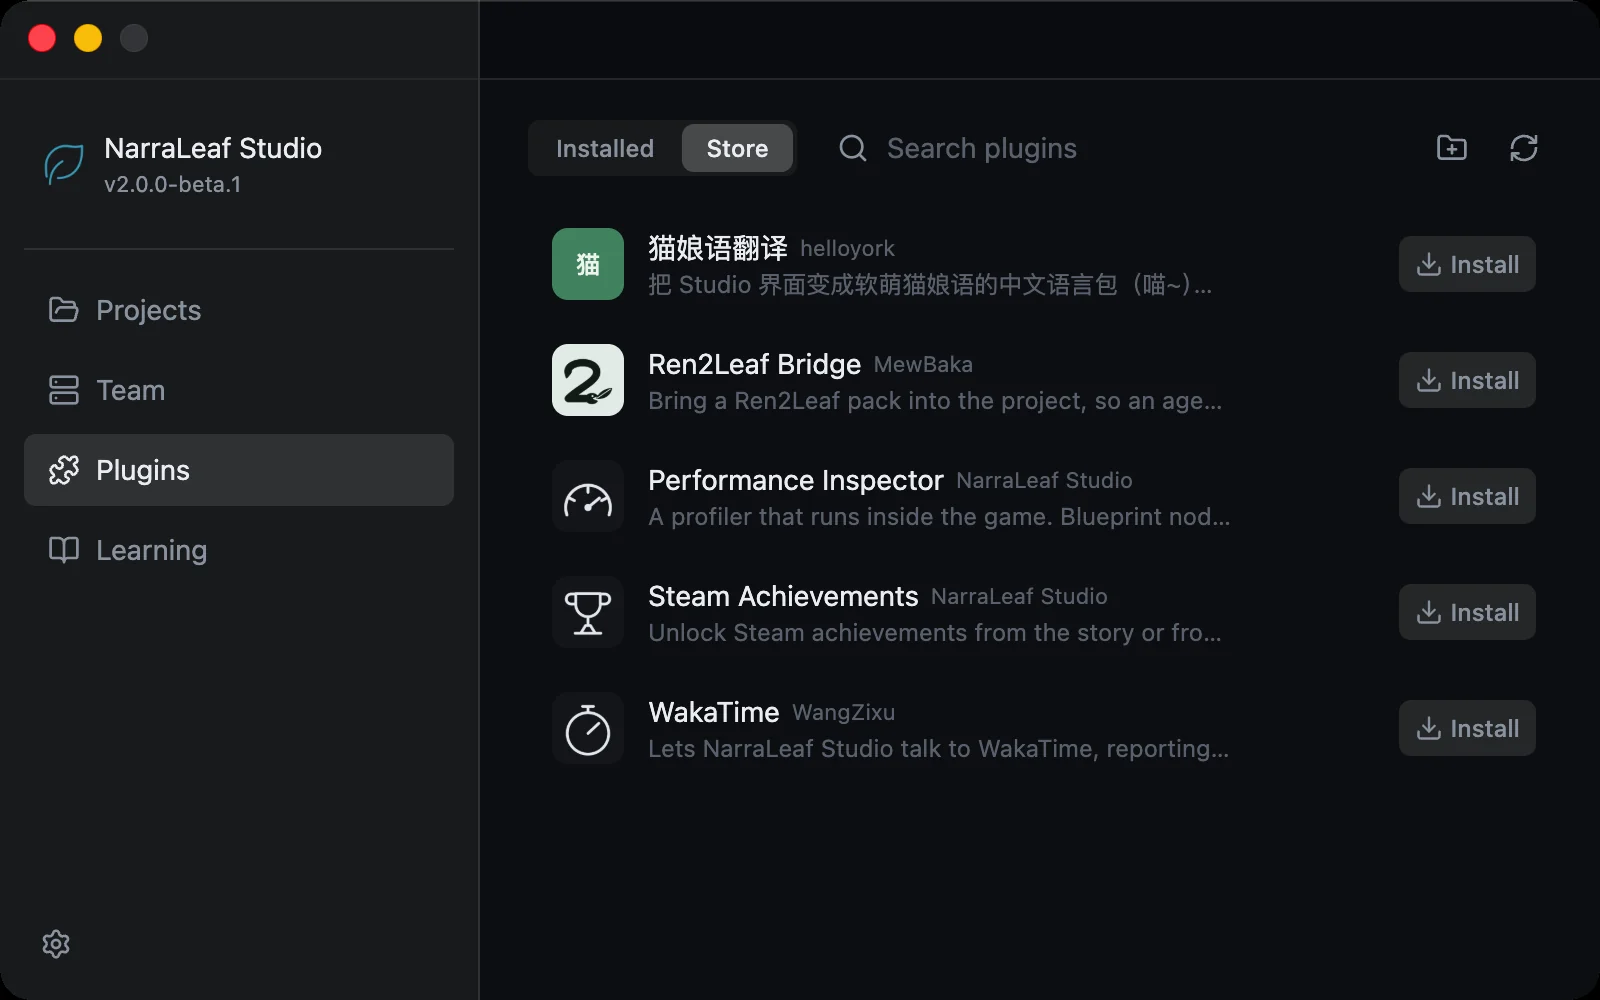 NarraLeaf Studio
v2.0.0-beta.1
Projects
Team
Plugins
Learning
Installed
Store
Search plugins
猫
猫娘语翻译 helloyork
把 Studio 界面变成软萌猫娘语的中文语言包（喵~）...
Install
Ren2Leaf Bridge MewBaka
Bring a Ren2Leaf pack into the project, so an age...
Install
Performance Inspector NarraLeaf Studio
A profiler that runs inside the game. Blueprint nod...
Install
Steam Achievements NarraLeaf Studio
Unlock Steam achievements from the story or fro...
Install
WakaTime WangZixu
Lets NarraLeaf Studio talk to WakaTime, reporting...
Install